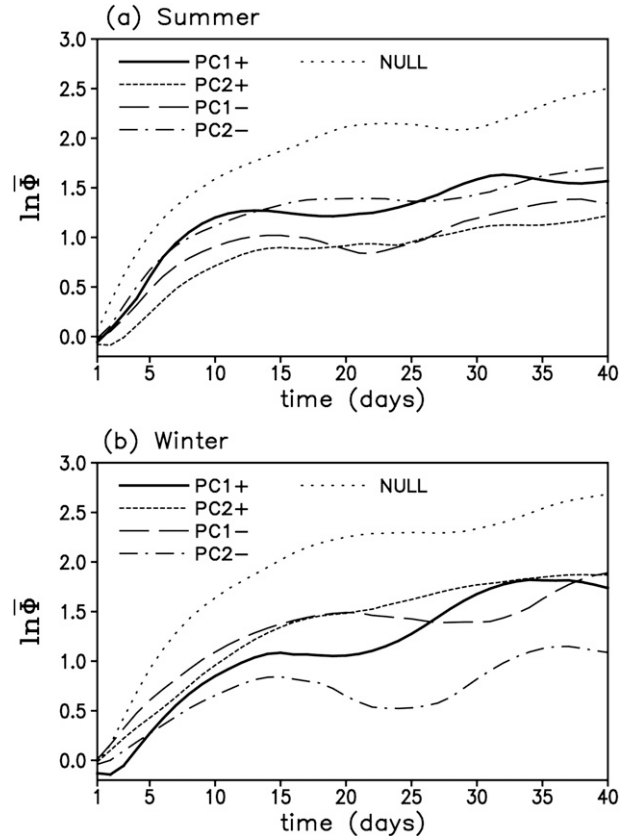 (a) Summer
3.0
2.5
2.0
1.5
1.0
0.5
0.0
ln Φ̅
PC1+
PC2+
PC1−
PC2−
NULL
1 5 10 15 20 25 30 35 40
time (days)
(b) Winter
3.0
2.5
2.0
1.5
1.0
0.5
0.0
ln Φ̅
PC1+
PC2+
PC1−
PC2−
NULL
1 5 10 15 20 25 30 35 40
time (days)